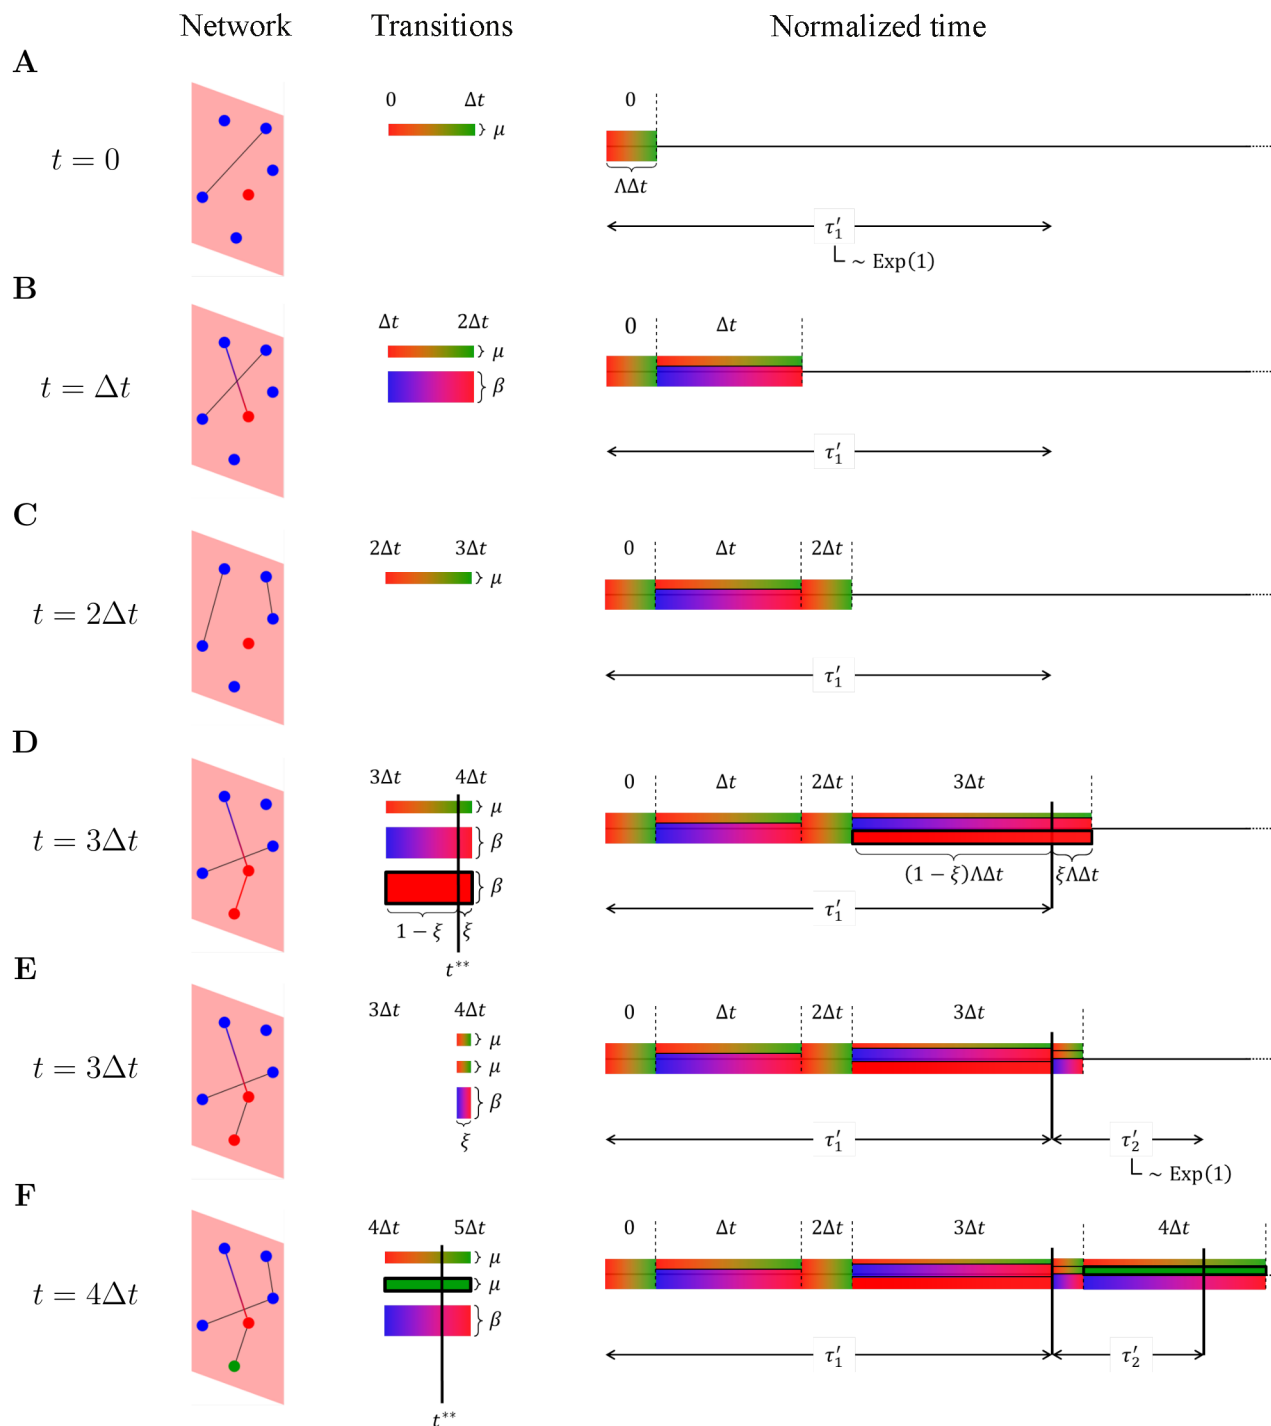 Network Transitions Normalized time
A
t = 0
0 Δt
μ
0
ΛΔt
τ′₁
~ Exp(1)
B
t = Δt
Δt 2Δt
μ
β
0 Δt
τ′₁
C
t = 2Δt
2Δt 3Δt
μ
0 Δt 2Δt
τ′₁
D
t = 3Δt
3Δt 4Δt
μ
β
β
1 − ξ ξ
t**
0 Δt 2Δt 3Δt
(1 − ξ)ΛΔt ξΛΔt
τ′₁
E
t = 3Δt
3Δt 4Δt
μ
μ
β
ξ
0 Δt 2Δt 3Δt
τ′₁ τ′₂
~ Exp(1)
F
t = 4Δt
4Δt 5Δt
μ
μ
β
t**
0 Δt 2Δt 3Δt 4Δt
τ′₁ τ′₂